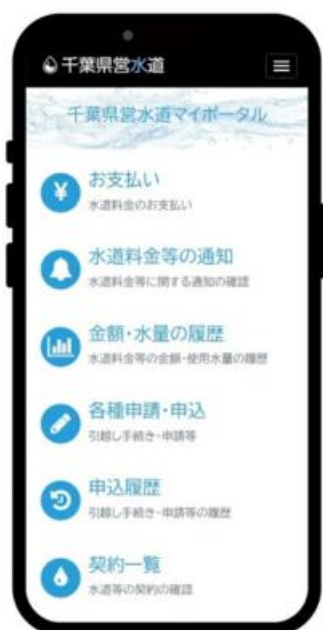 千葉県営水道
千葉県営水道マイポータル
お支払い
水道料金のお支払い
水道料金等の通知
水道料金等に関する通知の確認
金額・水量の履歴
水道料金等の金額・使用水量の履歴
各種申請・申込
引越し手続き・申請等
申込履歴
引越し手続き・申請等の履歴
契約一覧
水道等の契約の確認